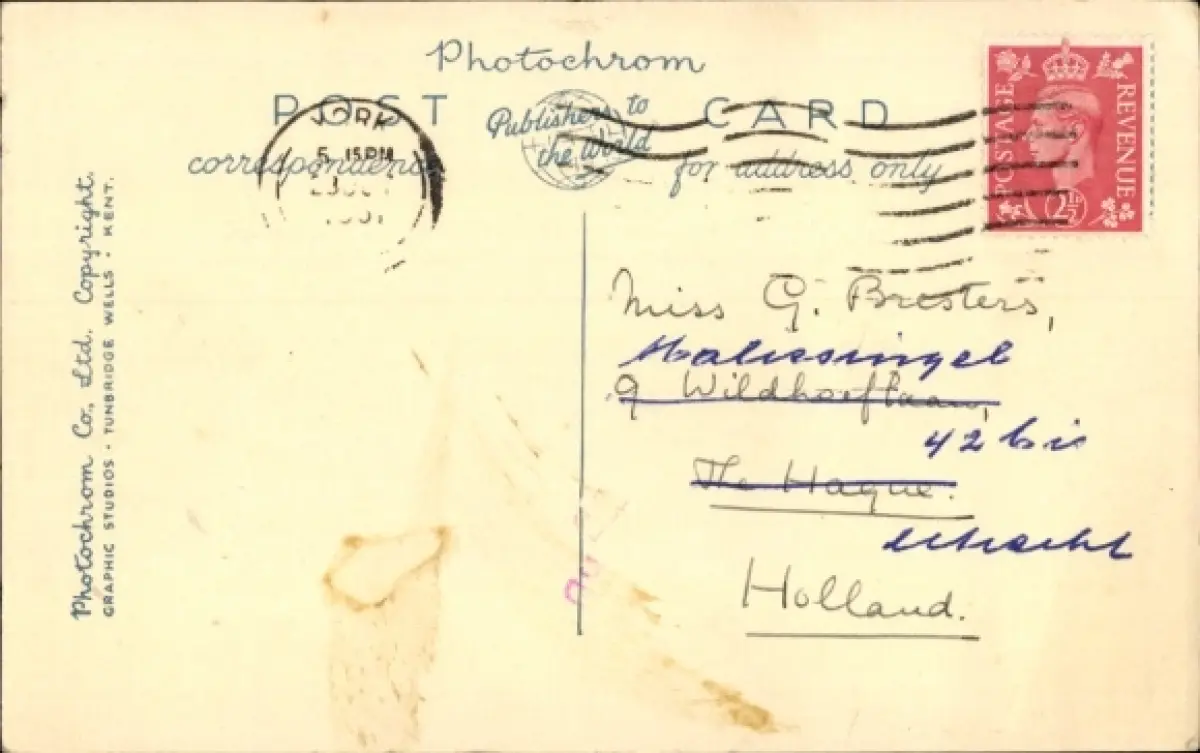 Photochrom
POST CARD
Publishers to
the World
correspondence
for address only
YORK
5. 15 PM
1951
POSTAGE REVENUE
2½D
Miss G. Bresters,
Maliesingel
9 Wildhoeflaan,
42 bis
The Hague.
Utrecht
Holland.
Photochrom Co., Ltd. Copyright.
GRAPHIC STUDIOS · TUNBRIDGE WELLS · KENT.